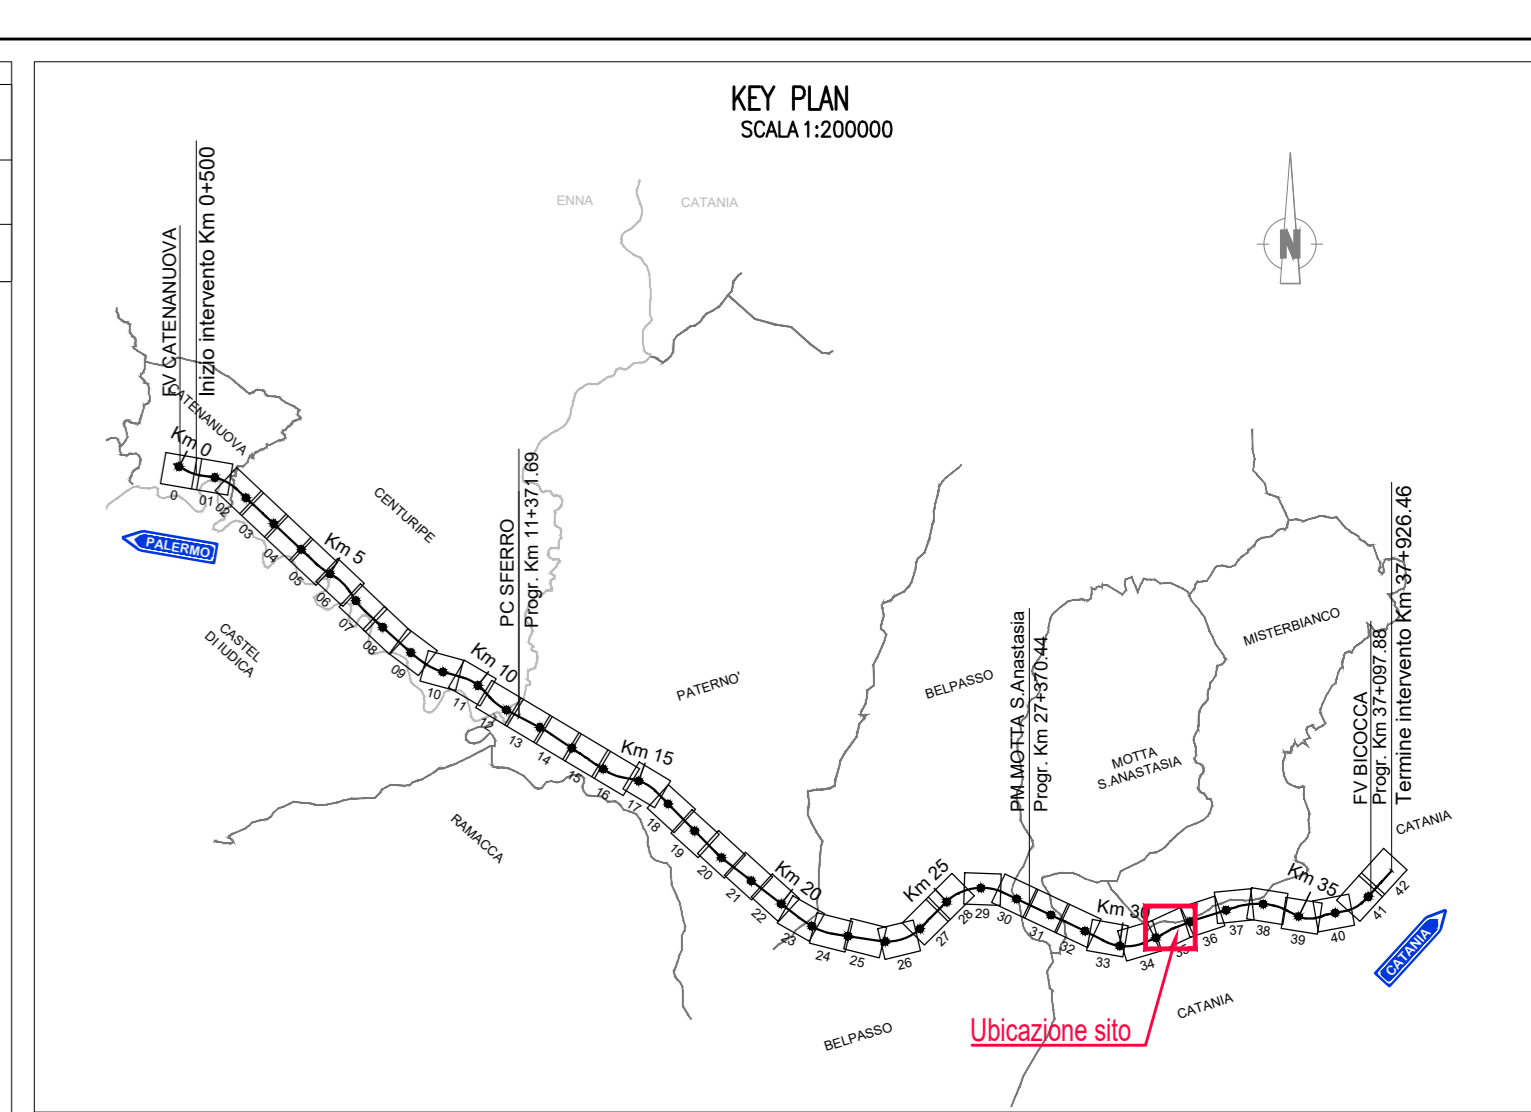 KEY PLAN
SCALA 1:200000
ENNA
CATANIA
N
FV CATENANUOVA
Inizio intervento Km 0+500
CATENANUOVA
Km 0
CENTURIPE
PALERMO
Km 5
CASTEL
DI IUDICA
PC SFERRO
Progr. Km 11+371.69
Km 10
PATERNO'
Km 15
RAMACCA
Km 20
BELPASSO
Km 25
PM MOTTA S.Anastasia
Progr. Km 27+370.44
MOTTA
S.ANASTASIA
MISTERBIANCO
FV BICOCCA
Progr. Km 37+097.88
Termine intervento Km 37+926.46
CATANIA
Km 30
Km 35
0
01
02
03
04
05
06
07
08
09
10
11
12
13
14
15
16
17
18
19
20
21
22
23
24
25
26
27
28
29
30
31
32
33
34
35
36
37
38
39
40
41
42
CATANIA
CATANIA
BELPASSO
Ubicazione sito